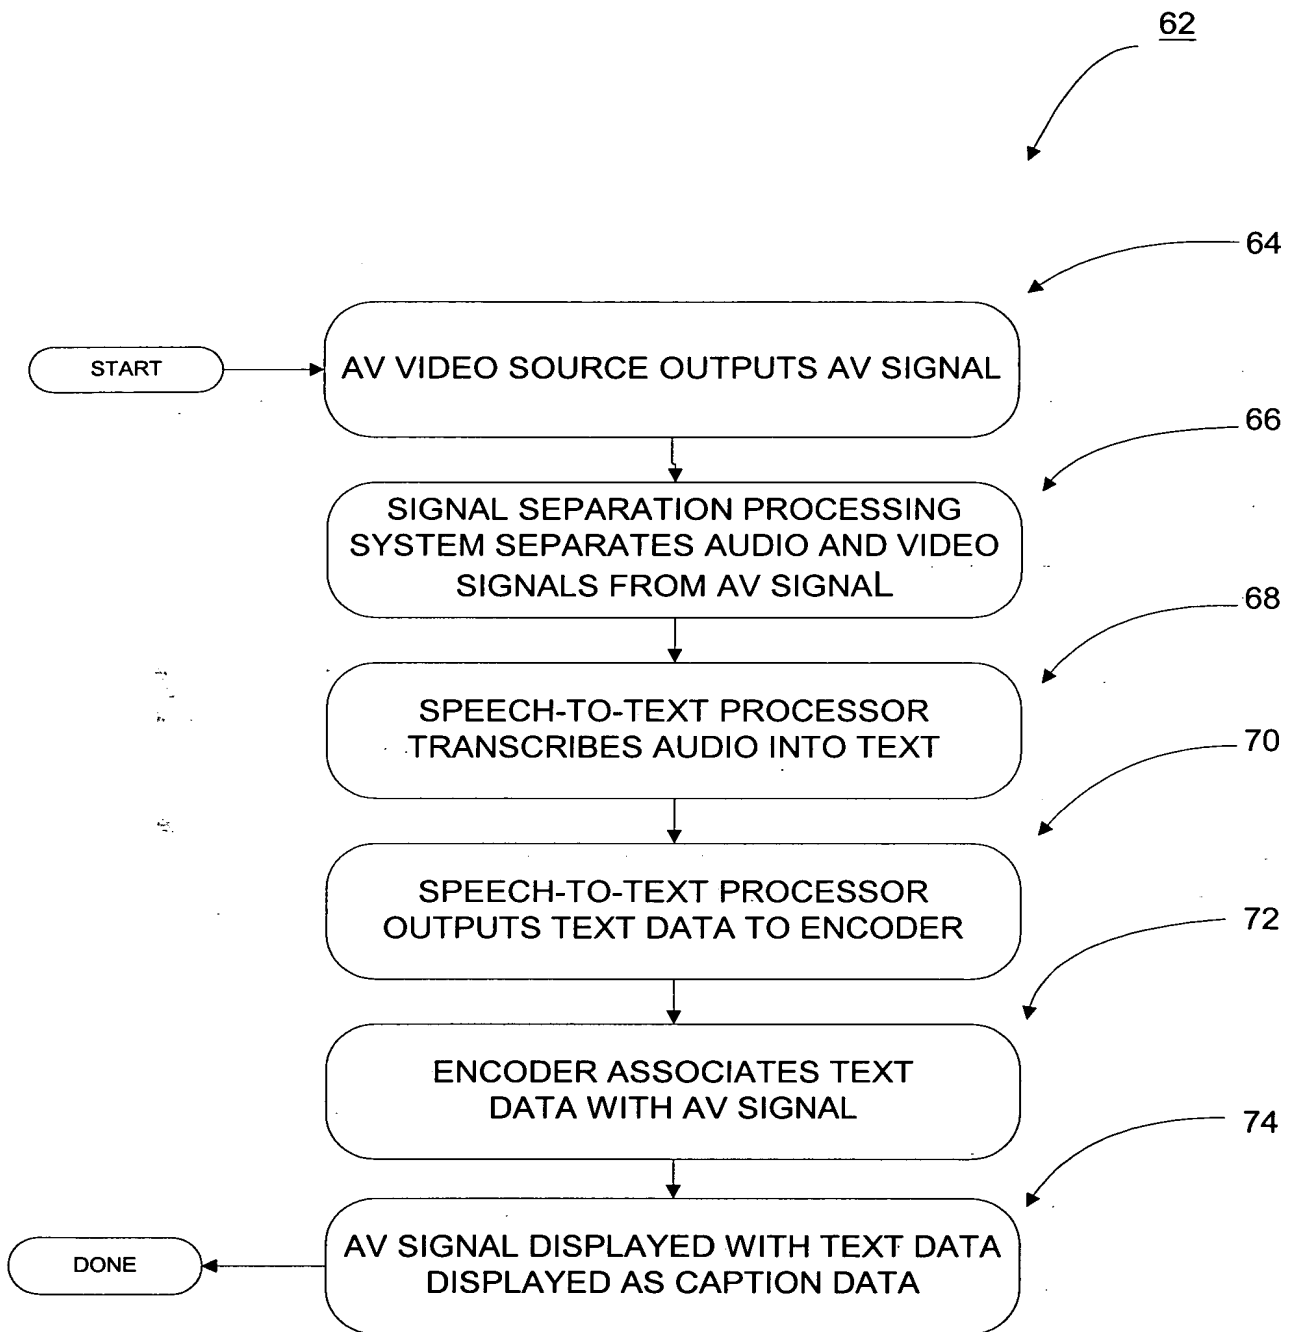 62
64
START
AV VIDEO SOURCE OUTPUTS AV SIGNAL
66
SIGNAL SEPARATION PROCESSING
SYSTEM SEPARATES AUDIO AND VIDEO
SIGNALS FROM AV SIGNAL
68
SPEECH-TO-TEXT PROCESSOR
TRANSCRIBES AUDIO INTO TEXT
70
SPEECH-TO-TEXT PROCESSOR
OUTPUTS TEXT DATA TO ENCODER
72
ENCODER ASSOCIATES TEXT
DATA WITH AV SIGNAL
74
AV SIGNAL DISPLAYED WITH TEXT DATA
DISPLAYED AS CAPTION DATA
DONE